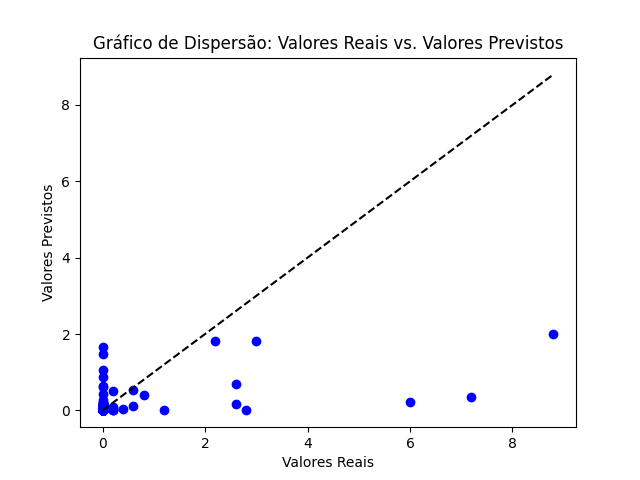 Gráfico de Dispersão: Valores Reais vs. Valores Previstos
8
6
4
2
0
Valores Previstos
0 2 4 6 8
Valores Reais